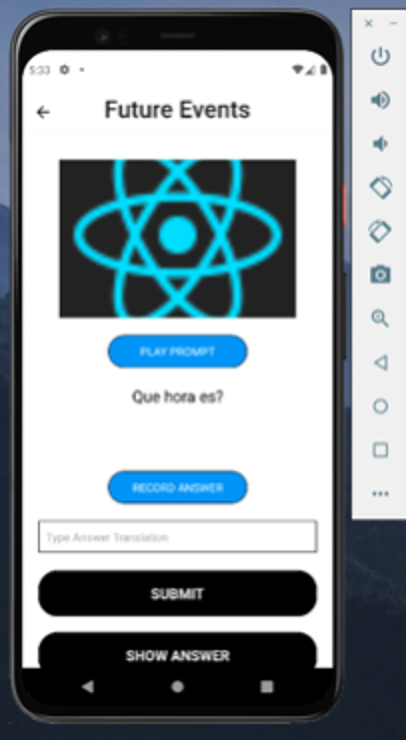 5:33
Future Events
PLAY PROMPT
Que hora es?
RECORD ANSWER
Type Answer Translation
SUBMIT
SHOW ANSWER